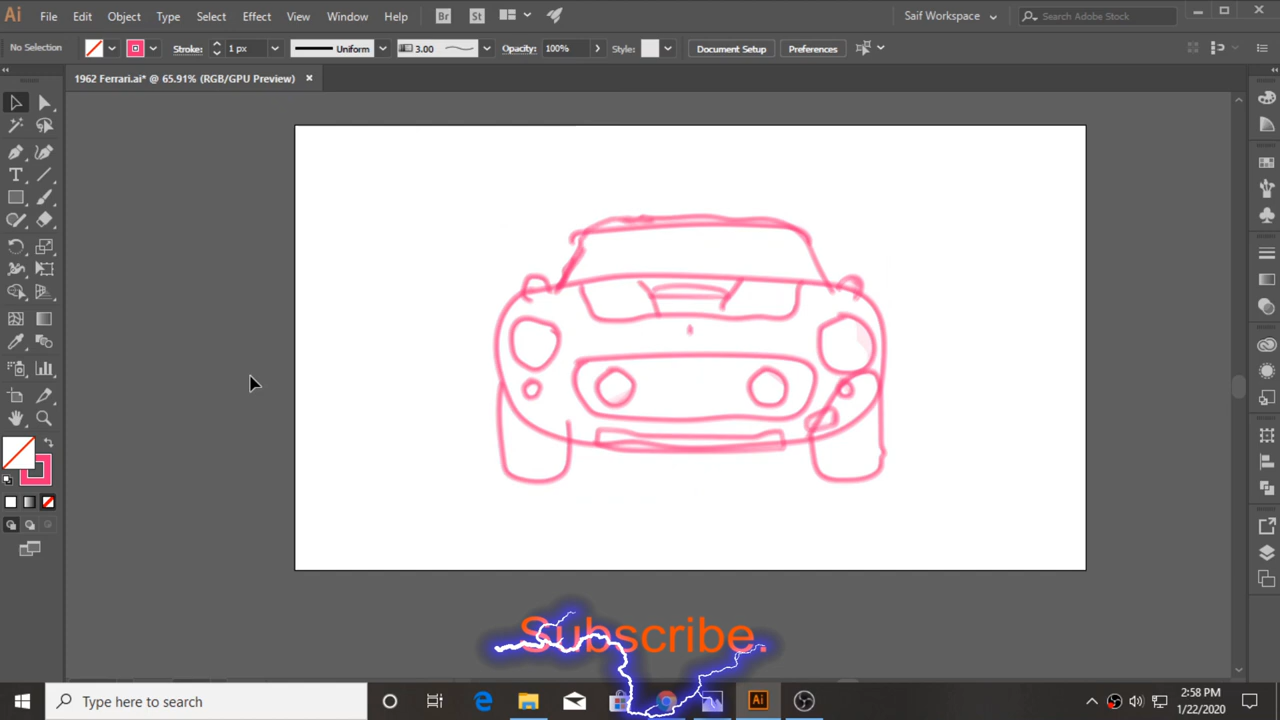 Ai File Edit Object Type Select Effect View Window Help Br St Saif Workspace Search Adobe Stock
No Selection Stroke: 1 px Uniform 3.00 Opacity: 100% Style: Document Setup Preferences
1962 Ferrari.ai* @ 65.91% (RGB/GPU Preview) ×
T
Subscribe.
Type here to search
Ai
2:58 PM
1/22/2020